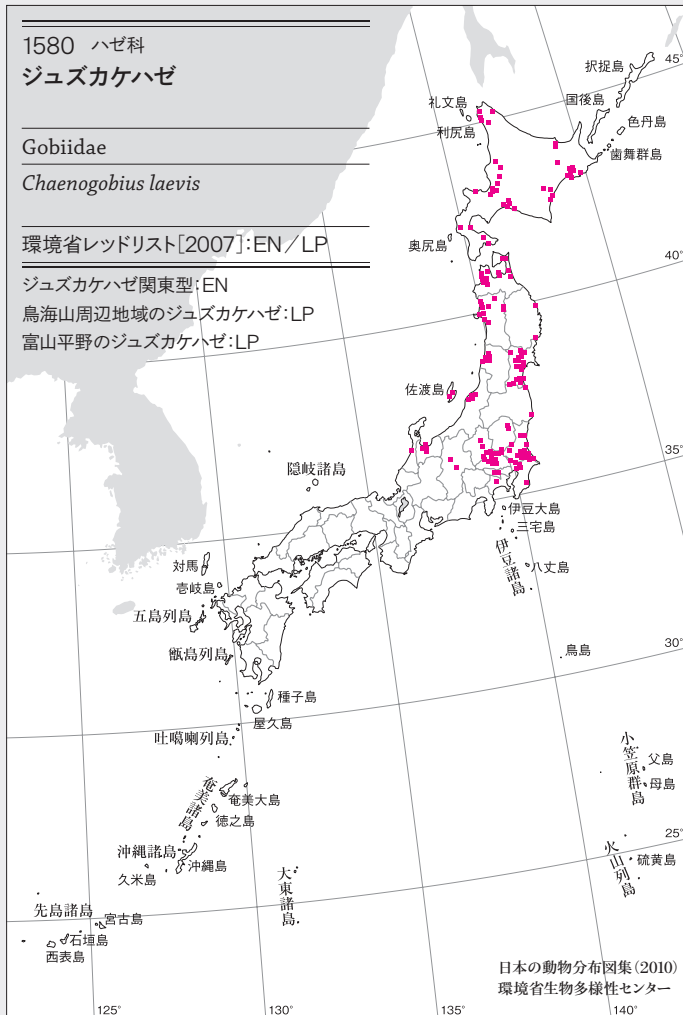 1580 ハゼ科
ジュズカケハゼ
Gobiidae
Chaenogobius laevis
環境省レッドリスト[2007]:EN/LP
ジュズカケハゼ関東型:EN
鳥海山周辺地域のジュズカケハゼ:LP
富山平野のジュズカケハゼ:LP
択捉島
45°
国後島
礼文島
色丹島
利尻島
歯舞群島
奥尻島
40°
佐渡島
35°
隠岐諸島
伊豆大島
三宅島
伊豆諸島
八丈島
対馬
壱岐島
五島列島
甑島列島
鳥島
30°
種子島
屋久島
吐噶喇列島
小笠原群島
父島
母島
奄美諸島
奄美大島
徳之島
25°
沖縄諸島
沖縄島
久米島
火山列島
硫黄島
大東諸島
先島諸島
宮古島
石垣島
西表島
日本の動物分布図集(2010)
環境省生物多様性センター
125°
130°
135°
140°